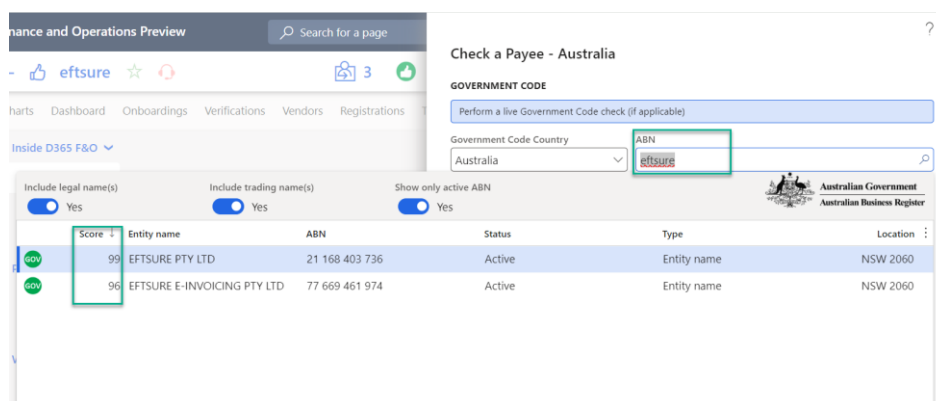 nance and Operations Preview
Search for a page
?
eftsure
3
Check a Payee - Australia
GOVERNMENT CODE
harts Dashboard Onboardings Verifications Vendors Registrations
Perform a live Government Code check (if applicable)
Inside D365 F&O
Government Code Country ABN
Australia eftsure
Include legal name(s) Include trading name(s) Show only active ABN
Yes Yes Yes
Australian Government
Australian Business Register
Score ↓ Entity name ABN Status Type Location
GOV 99 EFTSURE PTY LTD 21 168 403 736 Active Entity name NSW 2060
GOV 96 EFTSURE E-INVOICING PTY LTD 77 669 461 974 Active Entity name NSW 2060